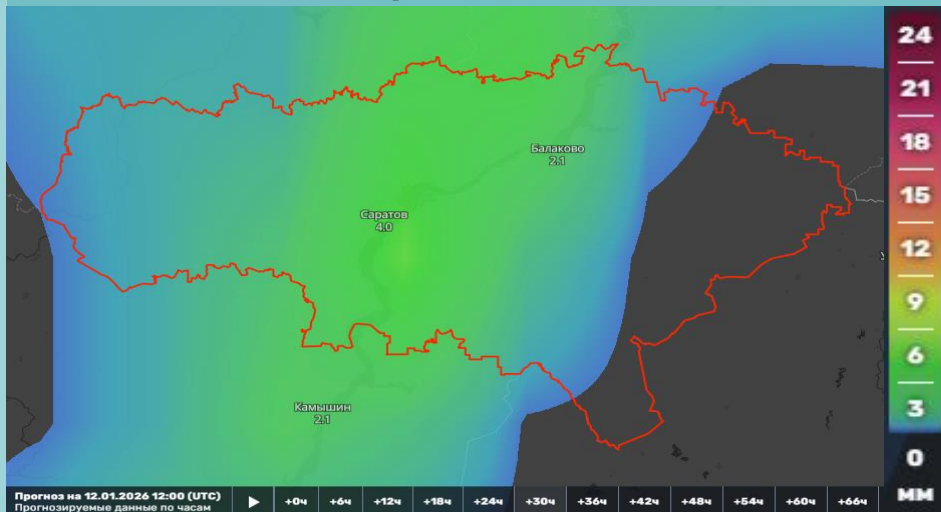 24
21
18
Балаково
2.1
15
Саратов
4.0
12
9
6
3
Камышин
2.1
0
Прогноз на 12.01.2026 12:00 (UTC)
Прогнозируемые данные по часам
+0ч +6ч +12ч +18ч +24ч +30ч +36ч +42ч +48ч +54ч +60ч +66ч
мм